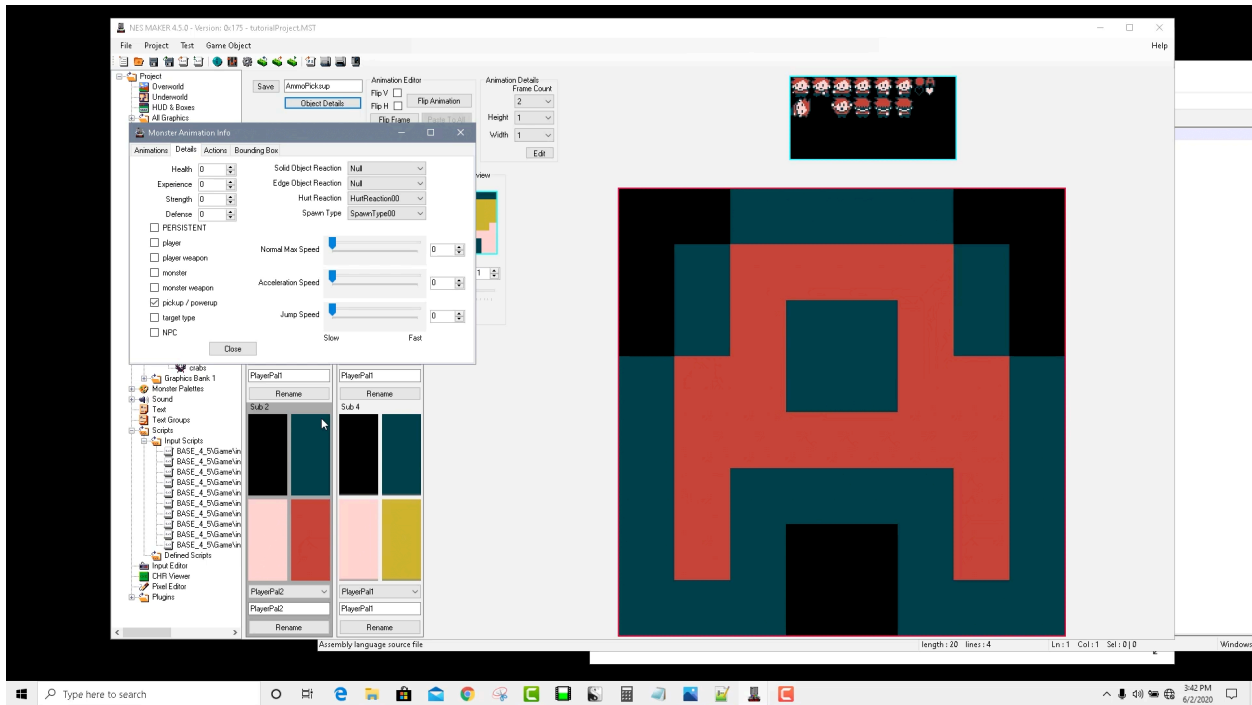 NES MAKER 4.5.0 - Version: 0x175 - tutorialProject.MST
File Project Test Game Object
Help
Project
Overworld
Underworld
HUD & Boxes
All Graphics
Save AmmoPicksup
Object Details
Animation Editor
Flip V
Flip H Flip Animation
Flip Frame Paste To All
Animation Details
Frame Count
2
Height 1
Width 1
Edit
Monster Animation Info
Animations Details Actions Bounding Box
Health 0
Experience 0
Strength 0
Defense 0
PERSISTENT
player
player weapon
monster
monster weapon
pickup / powerup
target type
NPC
Close
Solid Object Reaction Null
Edge Object Reaction Null
Hurt Reaction HurtReaction00
Spawn Type SpawnType00
Normal Max Speed 0
Acceleration Speed 0
Jump Speed 0
Slow Fast
view
1
crabs
Graphics Bank 1
Monster Palettes
Sound
Text
Text Groups
Scripts
Input Scripts
BASE_4_5\Game\in
BASE_4_5\Game\in
BASE_4_5\Game\in
BASE_4_5\Game\in
BASE_4_5\Game\in
BASE_4_5\Game\in
BASE_4_5\Game\in
BASE_4_5\Game\in
BASE_4_5\Game\in
BASE_4_5\Game\in
Defined Scripts
Input Editor
CHR Viewer
Pixel Editor
Plugins
PlayerPal1 PlayerPal1
Rename Rename
Sub 2 Sub 4
PlayerPal2 PlayerPal1
PlayerPal2 PlayerPal1
Rename Rename
Assembly language source file length : 20 lines : 4 Ln : 1 Col : 1 Sel : 0 | 0 Windows
Type here to search
3:42 PM
6/2/2020